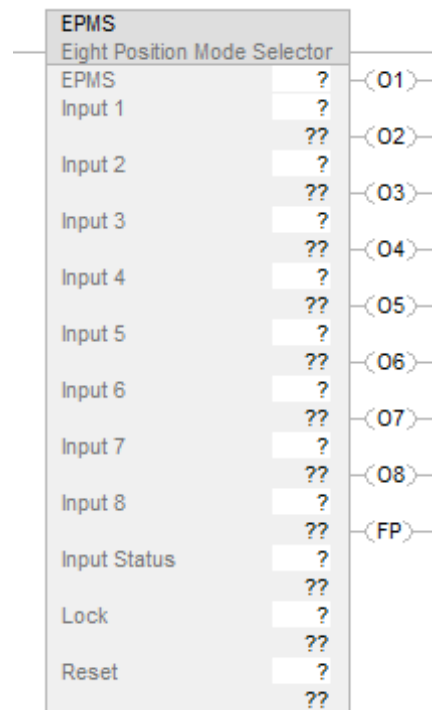 EPMS
Eight Position Mode Selector
EPMS ? (O1)
Input 1 ?
?? (O2)
Input 2 ?
?? (O3)
Input 3 ?
?? (O4)
Input 4 ?
?? (O5)
Input 5 ?
?? (O6)
Input 6 ?
?? (O7)
Input 7 ?
?? (O8)
Input 8 ?
?? (FP)
Input Status ?
??
Lock ?
??
Reset ?
??